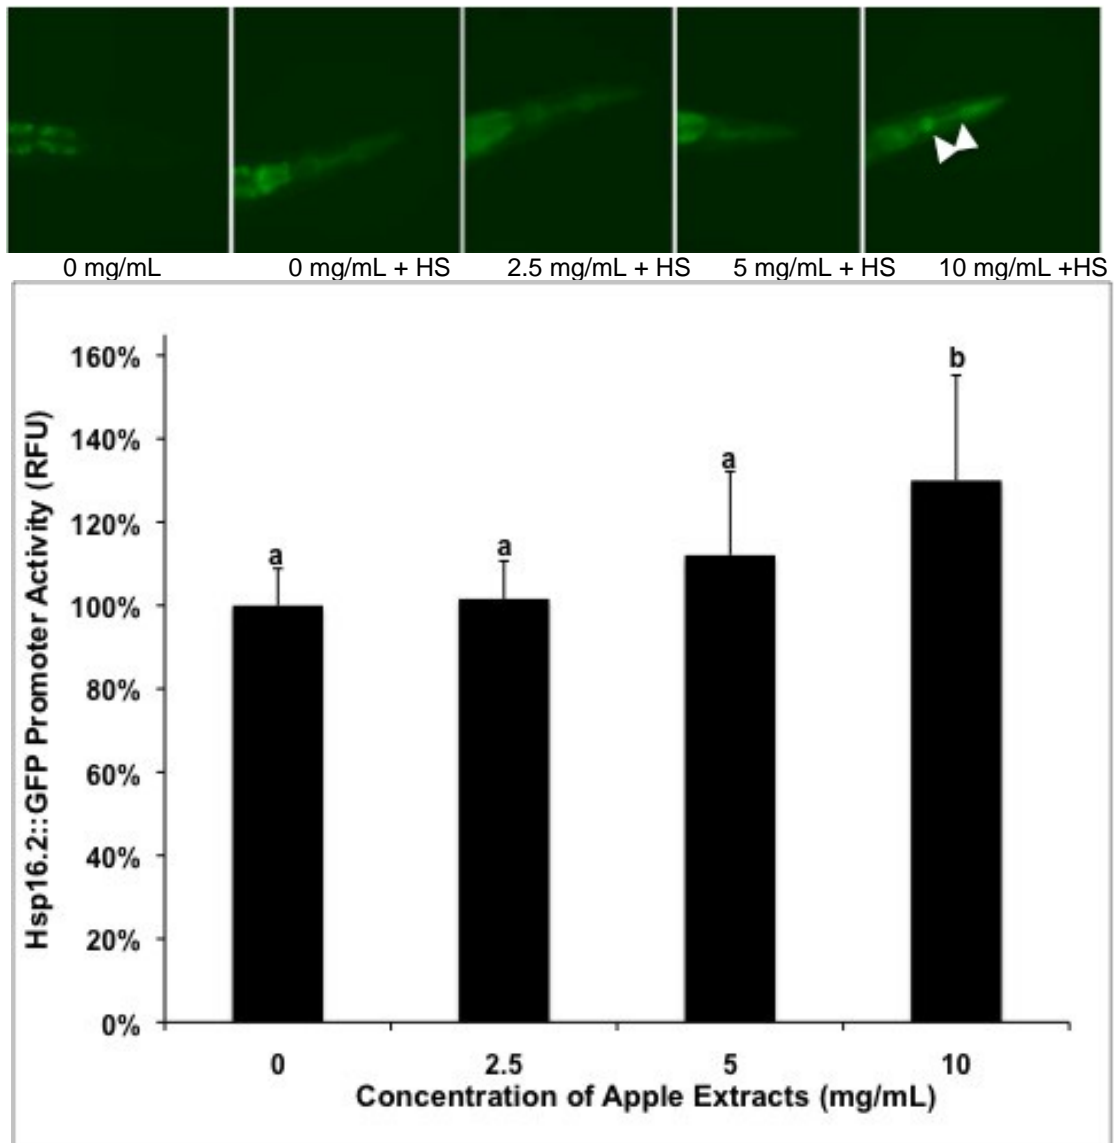 0 mg/mL 0 mg/mL + HS 2.5 mg/mL + HS 5 mg/mL + HS 10 mg/mL +HS
Hsp16.2::GFP Promoter Activity (RFU)
160%
140%
120%
100%
80%
60%
40%
20%
0%
a
a
a
b
0 2.5 5 10
Concentration of Apple Extracts (mg/mL)